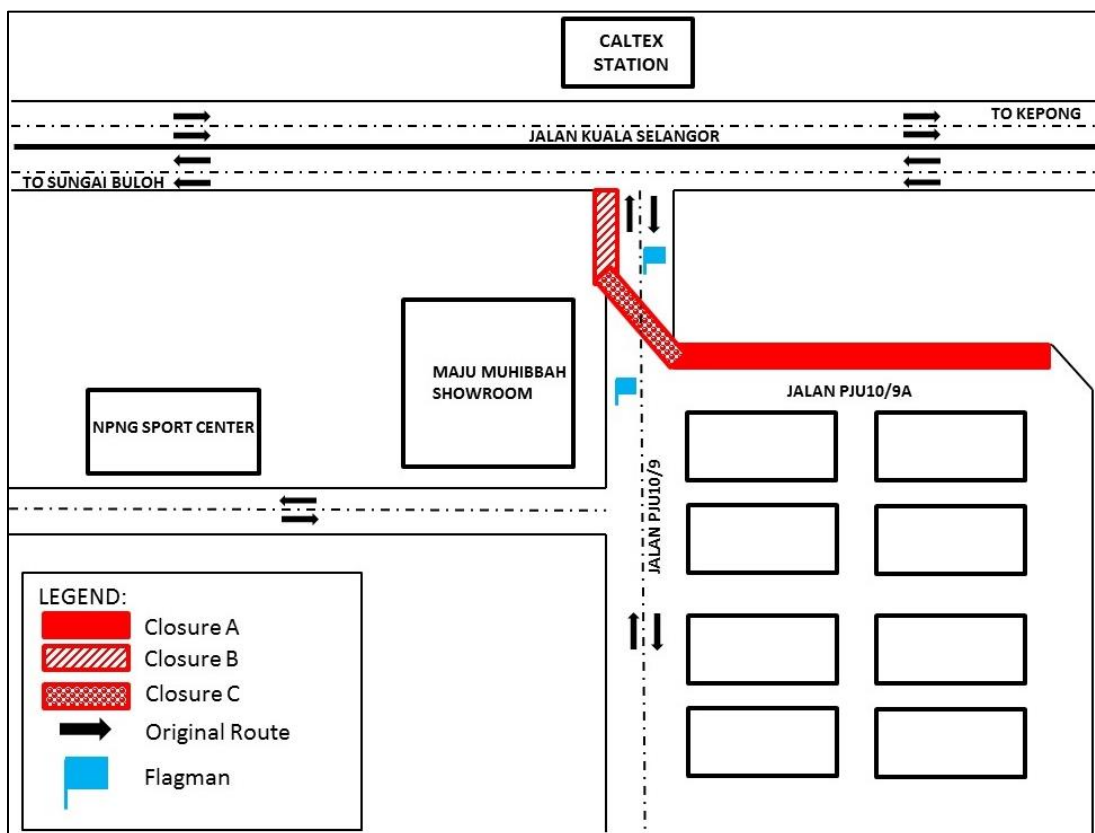 CALTEX
STATION
TO KEPONG
JALAN KUALA SELANGOR
TO SUNGAI BULOH
MAJU MUHIBBAH
SHOWROOM
JALAN PJU10/9A
NPNG SPORT CENTER
JALAN PJU10/9
LEGEND:
Closure A
Closure B
Closure C
Original Route
Flagman